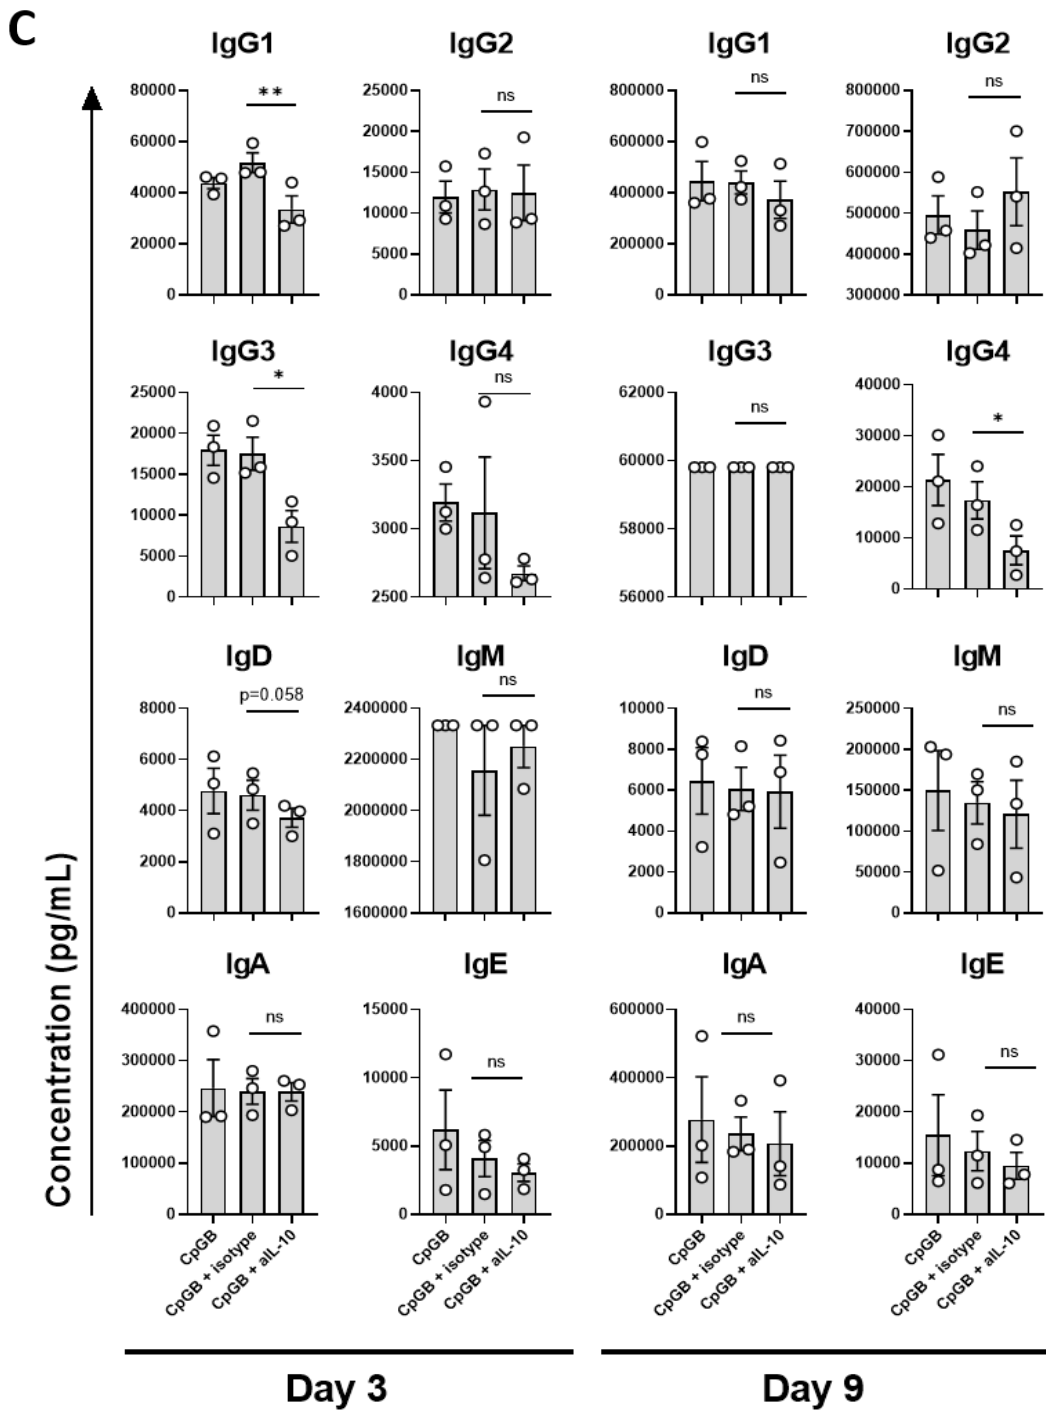 C
IgG1 IgG2 IgG1 IgG2
80000 ** 25000 ns 800000 ns 800000 ns
700000
20000
60000 600000 600000
15000
40000 400000 500000
10000
400000
20000 5000 200000
0 0 0 300000
IgG3 IgG4 IgG3 IgG4
25000 * 4000 ns 62000 ns 40000 *
20000
3500 60000 30000
15000
3000 20000
10000 58000
5000 10000
0 2500 56000 0
IgD IgM IgD IgM
8000 p=0.058 2400000 ns 10000 ns 250000 ns
8000 200000
6000 2200000
6000 150000
4000 2000000
4000 100000
2000 1800000
2000 50000
0 1600000 0 0
IgA IgE IgA IgE
400000 ns 15000 ns 600000 ns 40000 ns
300000 30000
10000 400000
200000 20000
5000 200000
100000 10000
0 0 0 0
Concentration (pg/mL)
CpGB CpGB CpGB CpGB
CpGB + isotype CpGB + isotype CpGB + isotype CpGB + isotype
CpGB + aIL-10 CpGB + aIL-10 CpGB + aIL-10 CpGB + aIL-10
Day 3 Day 9